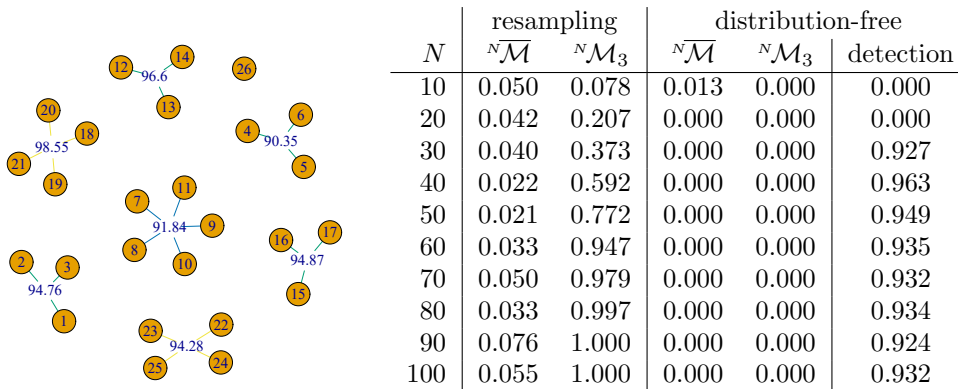 12 14 96.6 13 26
20 18 98.55 21 19
6 4 90.35 5
11 7 91.84 9 8 10
2 3 94.76 1
16 17 94.87 15
23 22 94.28 25 24
resampling distribution-free
N ᴺM̅ ᴺM₃ ᴺM̅ ᴺM₃ detection
10 0.050 0.078 0.013 0.000 0.000
20 0.042 0.207 0.000 0.000 0.000
30 0.040 0.373 0.000 0.000 0.927
40 0.022 0.592 0.000 0.000 0.963
50 0.021 0.772 0.000 0.000 0.949
60 0.033 0.947 0.000 0.000 0.935
70 0.050 0.979 0.000 0.000 0.932
80 0.033 0.997 0.000 0.000 0.934
90 0.076 1.000 0.000 0.000 0.924
100 0.055 1.000 0.000 0.000 0.932